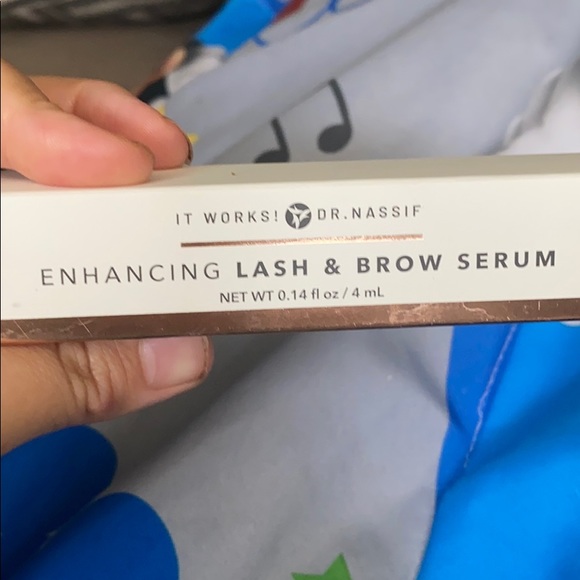 IT WORKS! DR.NASSIF
ENHANCING LASH & BROW SERUM
NET WT 0.14 fl oz / 4 mL